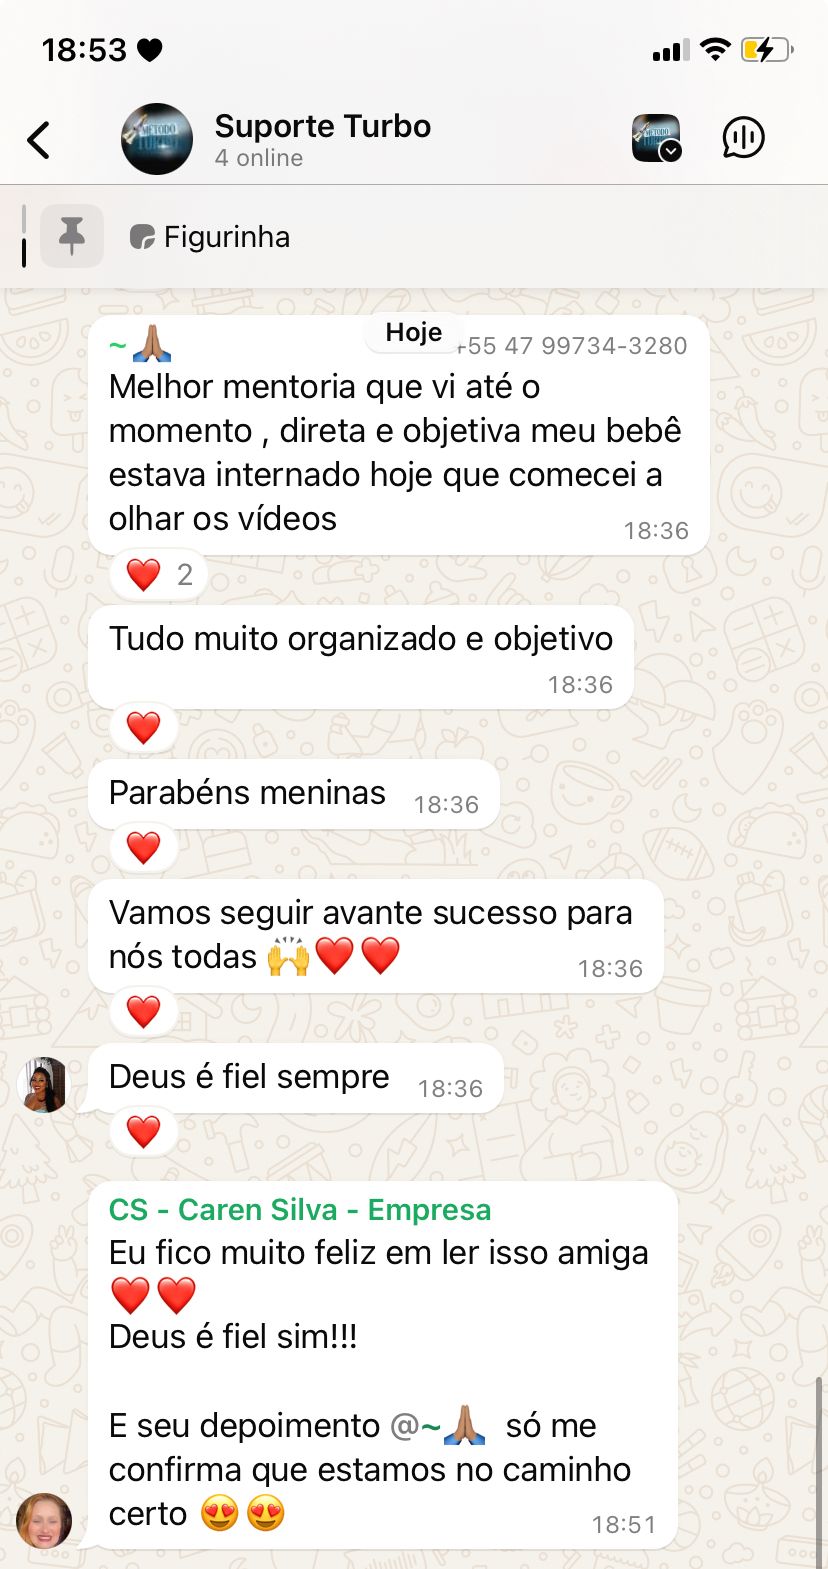 18:53
Suporte Turbo
4 online
MÉTODO
TURBO
Figurinha
Hoje
~🙏🏽 +55 47 99734-3280
Melhor mentoria que vi até o
momento , direta e objetiva meu bebê
estava internado hoje que comecei a
olhar os vídeos
18:36
❤️ 2
Tudo muito organizado e objetivo
18:36
❤️
Parabéns meninas 18:36
❤️
Vamos seguir avante sucesso para
nós todas 🙌❤️❤️
18:36
❤️
Deus é fiel sempre 18:36
❤️
CS - Caren Silva - Empresa
Eu fico muito feliz em ler isso amiga
❤️❤️
Deus é fiel sim!!!
E seu depoimento @~🙏🏽 só me
confirma que estamos no caminho
certo 😍😍
18:51